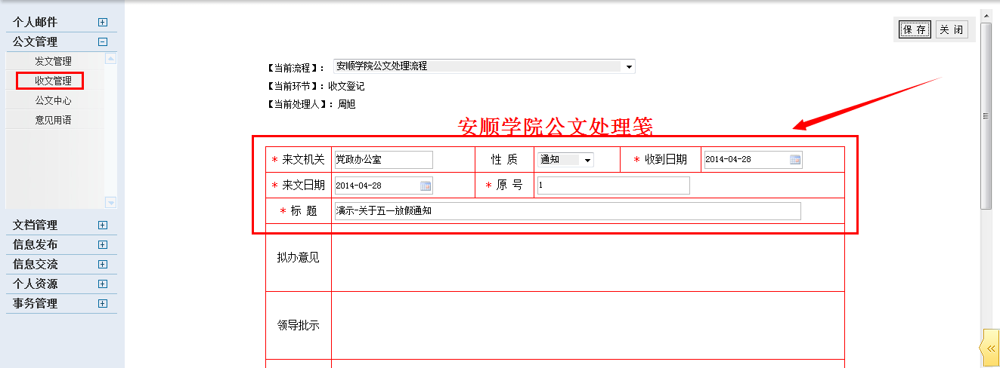 个人邮件
公文管理
发文管理
收文管理
公文中心
意见用语
文档管理
信息发布
信息交流
个人资源
事务管理
保 存 关 闭
【当前流程】： 安顺学院公文处理流程
【当前环节】：收文登记
【当前处理人】：周旭
安顺学院公文处理笺
* 来文机关 党政办公室 性 质 通知 * 收到日期 2014-04-28
* 来文日期 2014-04-28 * 原 号 1
* 标 题 演示-关于五一放假通知
拟办意见
领导批示